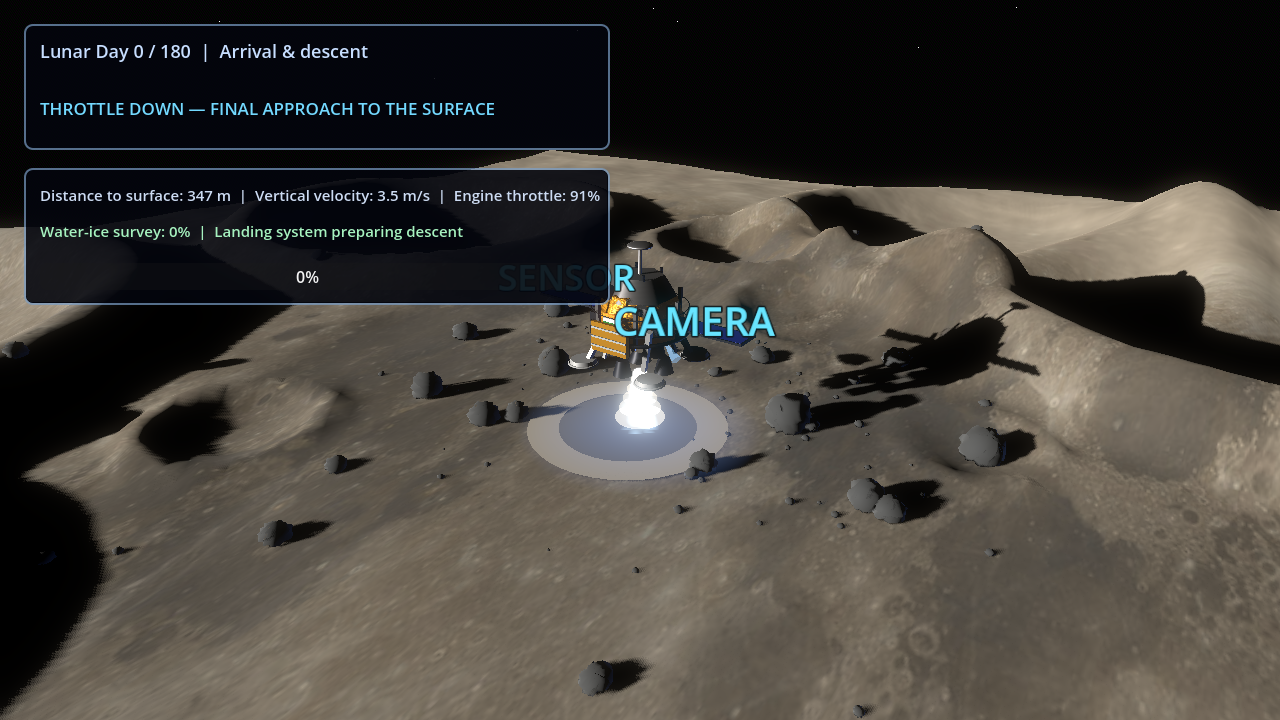 Lunar Day 0 / 180 | Arrival & descent
THROTTLE DOWN — FINAL APPROACH TO THE SURFACE
Distance to surface: 347 m | Vertical velocity: 3.5 m/s | Engine throttle: 91%
Water-ice survey: 0% | Landing system preparing descent
0%
SENSOR
CAMERA